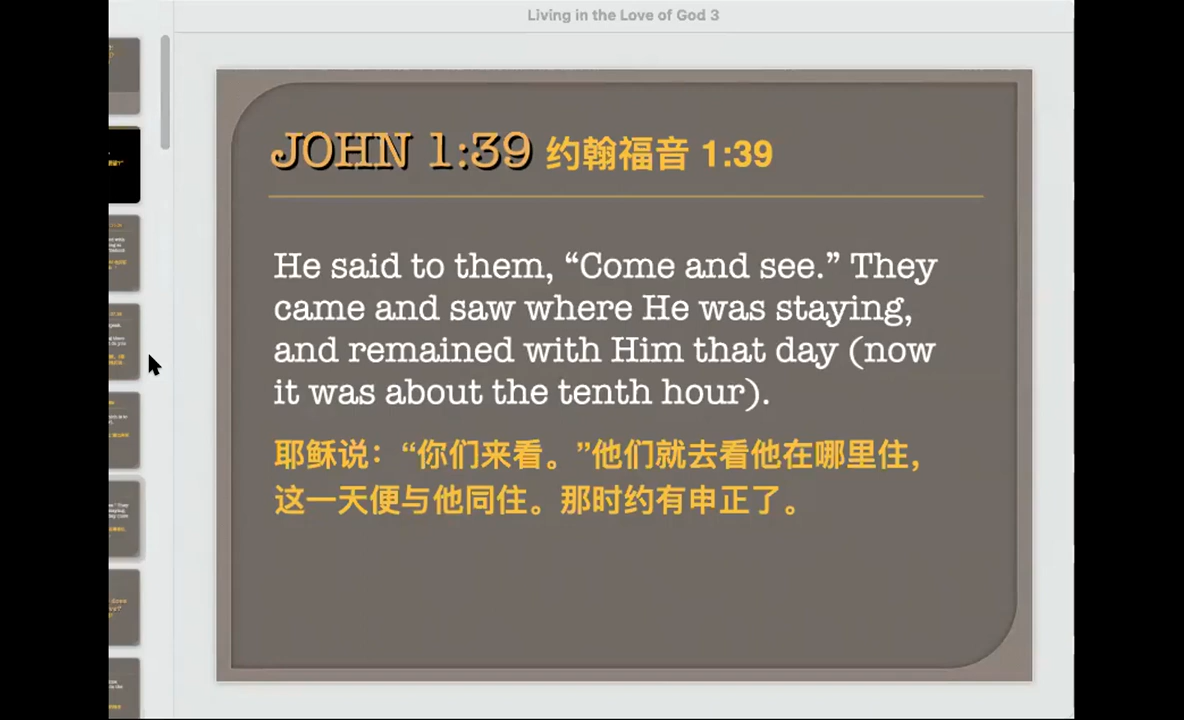 Living in the Love of God 3
JOHN 1:39 约翰福音 1:39
He said to them, “Come and see.” They
came and saw where He was staying,
and remained with Him that day (now
it was about the tenth hour).
耶稣说：“你们来看。”他们就去看他在哪里住，
这一天便与他同住。那时约有申正了。